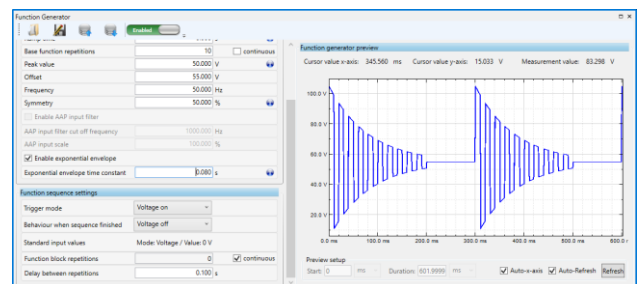 Function Generator
Enabled
Base function repetitions 10 continuous
Peak value 50.000 V
Offset 55.000 V
Frequency 50.000 Hz
Symmetry 50.000 %
Enable AAP input filter
AAP input filter cut off frequency 1000.000 Hz
AAP input scale 100.000 %
Enable exponential envelope
Exponential envelope time constant 0.080 s
Function sequence settings
Trigger mode Voltage on
Behaviour when sequence finished Voltage off
Standard input values Mode: Voltage / Value: 0 V
Function block repetitions 0 continuous
Delay between repetitions 0.100 s
Function generator preview
Cursor value x-axis: 345.560 ms Cursor value y-axis: 15.033 V Measurement value: 83.298 V
100.0 V
80.0 V
60.0 V
40.0 V
20.0 V
0.0 ms 100.0 ms 200.0 ms 300.0 ms 400.0 ms 500.0 ms 600.0 r
Preview setup
Start: 0 ms Duration: 601.9999 ms Auto-x-axis Auto-Refresh Refresh